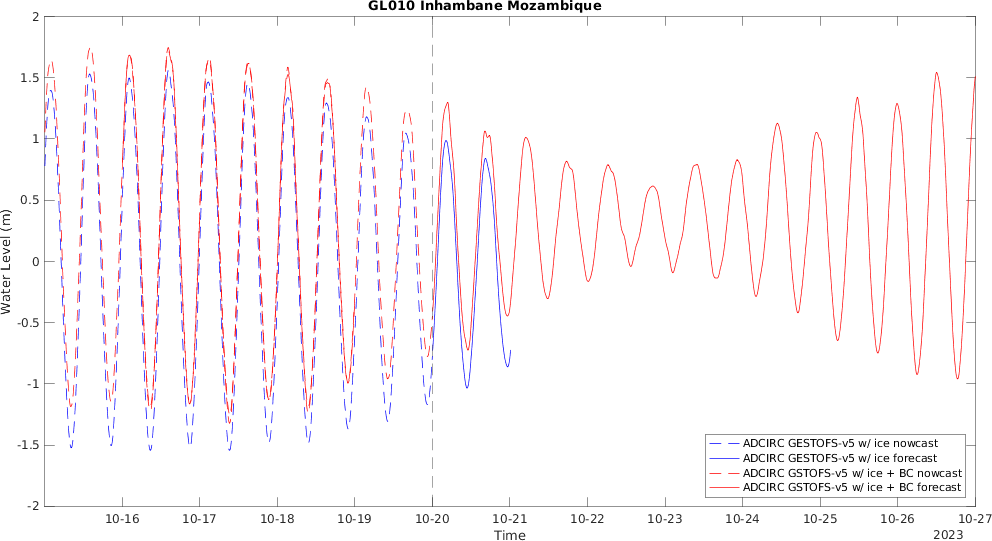 GL010 Inhambane Mozambique
2
1.5
1
0.5
0
-0.5
-1
-1.5
-2
Water Level (m)
ADCIRC GESTOFS-v5 w/ ice nowcast
ADCIRC GESTOFS-v5 w/ ice forecast
ADCIRC GSTOFS-v5 w/ ice + BC nowcast
ADCIRC GSTOFS-v5 w/ ice + BC forecast
10-16 10-17 10-18 10-19 10-20 10-21 10-22 10-23 10-24 10-25 10-26 10-27
Time
2023